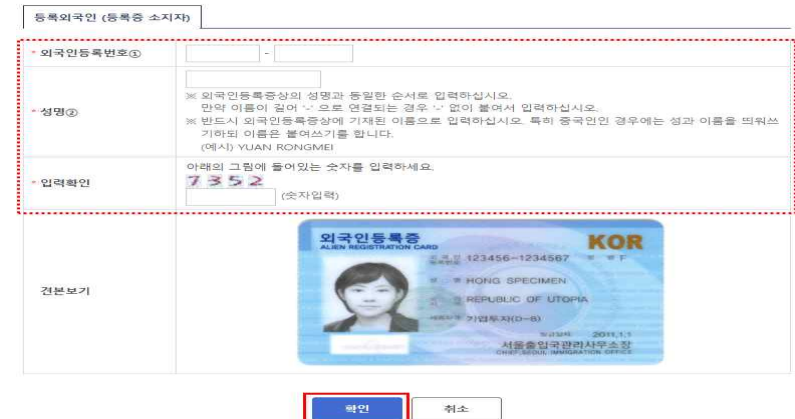 등록외국인 (등록증 소지자)
* 외국인등록번호① -
* 성명②
※ 외국인등록증상의 성명과 동일한 순서로 입력하십시오.
만약 이름이 길어 '-' 으로 연결되는 경우 '-' 없이 붙여서 입력하십시오.
※ 반드시 외국인등록증상에 기재된 이름으로 입력하십시오. 특히 중국인인 경우에는 성과 이름을 띄워쓰
기하되 이름은 붙여쓰기를 합니다.
(예시) YUAN RONGMEI
* 입력확인
아래의 그림에 들어있는 숫자를 입력하세요.
7352
(숫자입력)
견본보기
외국인등록증
ALIEN REGISTRATION CARD
KOR
123456-1234567
F
HONG SPECIMEN
REPUBLIC OF UTOPIA
기업투자(D-8)
2011.1.1
서울출입국관리사무소장
CHIEF, SEOUL IMMIGRATION OFFICE
확인
취소